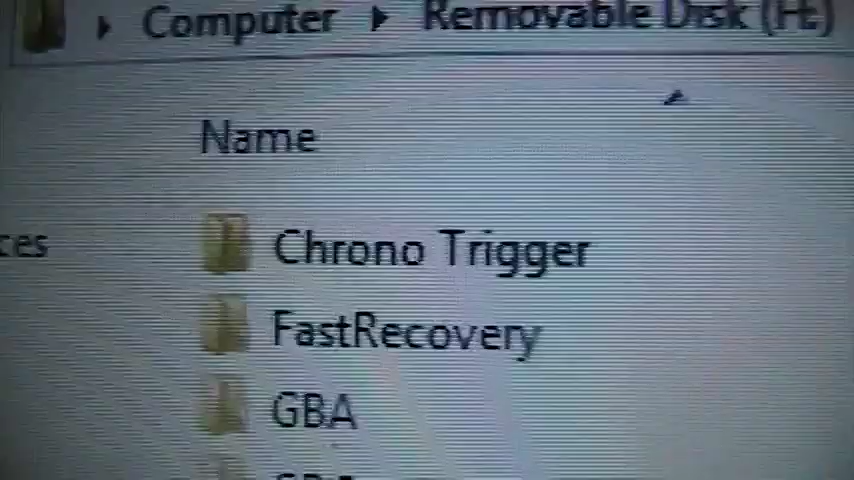 Computer Removable Disk (H:)
Name
ces
Chrono Trigger
FastRecovery
GBA